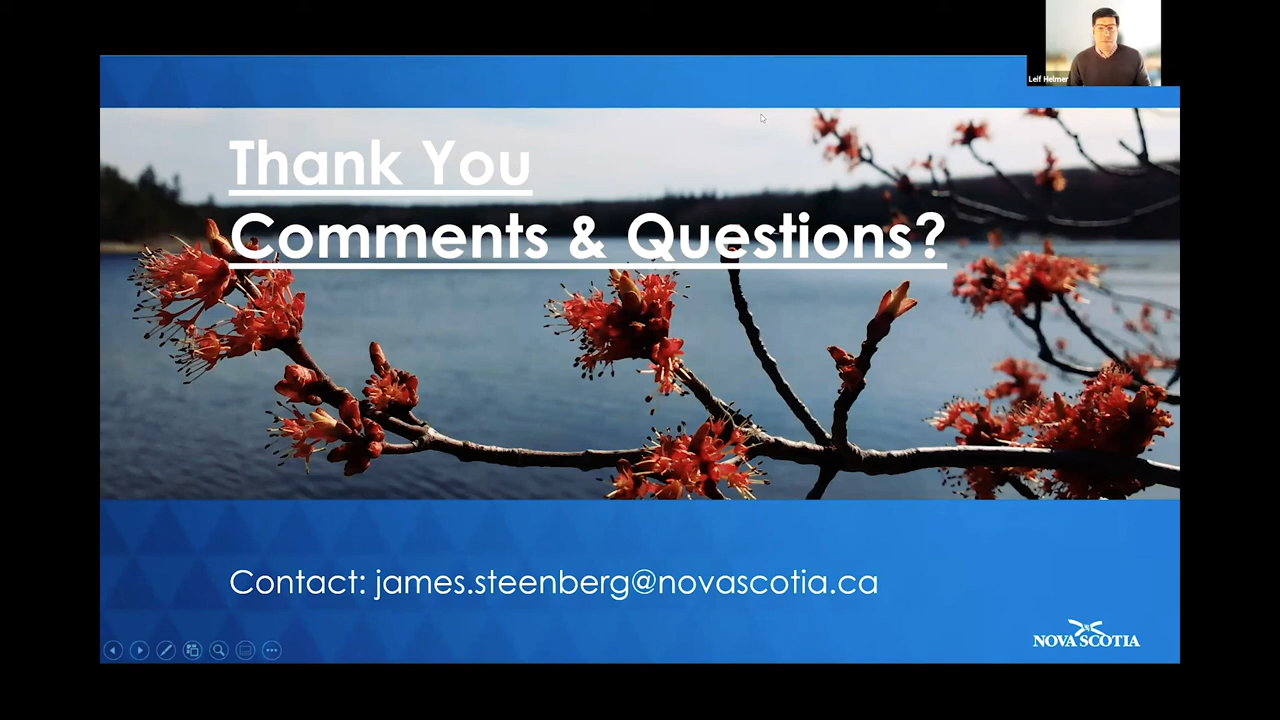 Leif Helmer
Thank You
Comments & Questions?
Contact: james.steenberg@novascotia.ca
NOVA SCOTIA